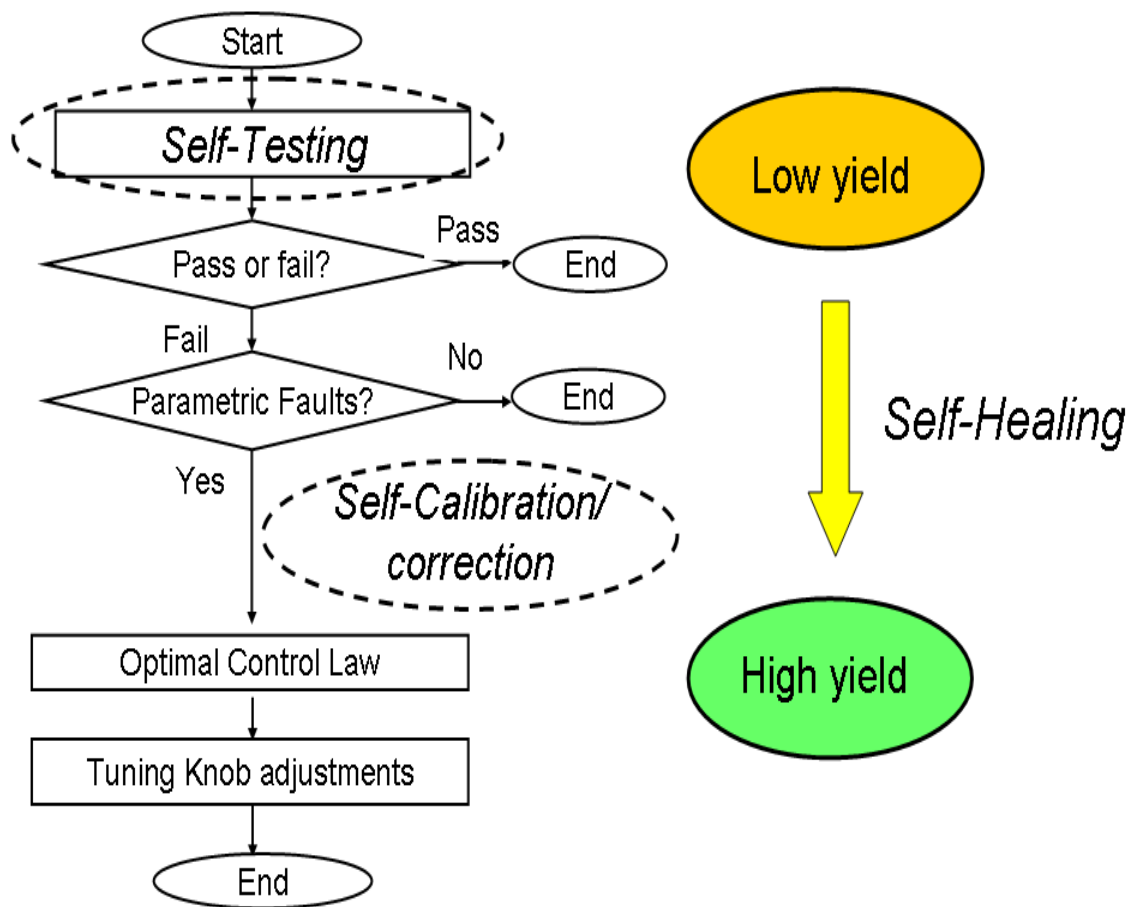 Start
Self-Testing
Pass or fail?
Pass
End
Fail
Parametric Faults?
No
End
Yes
Self-Calibration/
correction
Optimal Control Law
Tuning Knob adjustments
End
Low yield
Self-Healing
High yield